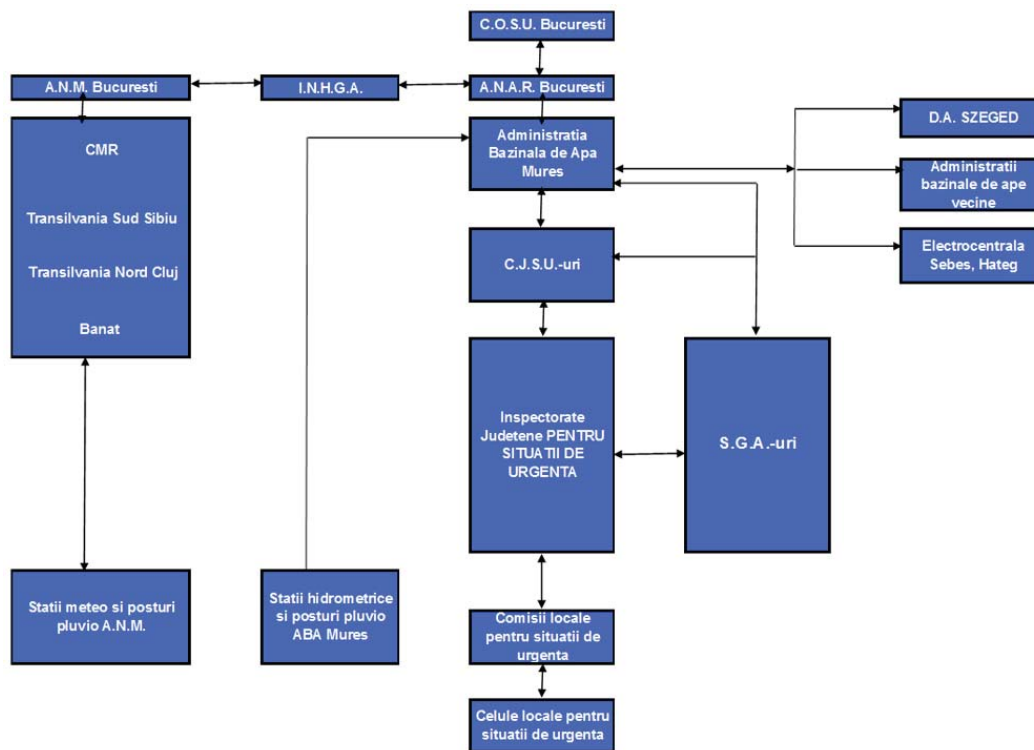 C.O.S.U. Bucuresti
A.N.M. Bucuresti
I.N.H.G.A.
A.N.A.R. Bucuresti
CMR
Transilvania Sud Sibiu
Transilvania Nord Cluj
Banat
Administratia
Bazinala de Apa
Mures
D.A. SZEGED
Administratii
bazinale de ape
vecine
Electrocentrala
Sebes, Hateg
C.J.S.U.-uri
Inspectorate
Judetene PENTRU
SITUATII DE
URGENTA
S.G.A.-uri
Statii meteo si posturi
pluvio A.N.M.
Statii hidrometrice
si posturi pluvio
ABA Mures
Comisii locale
pentru situatii de
urgenta
Celule locale pentru
situatii de urgenta